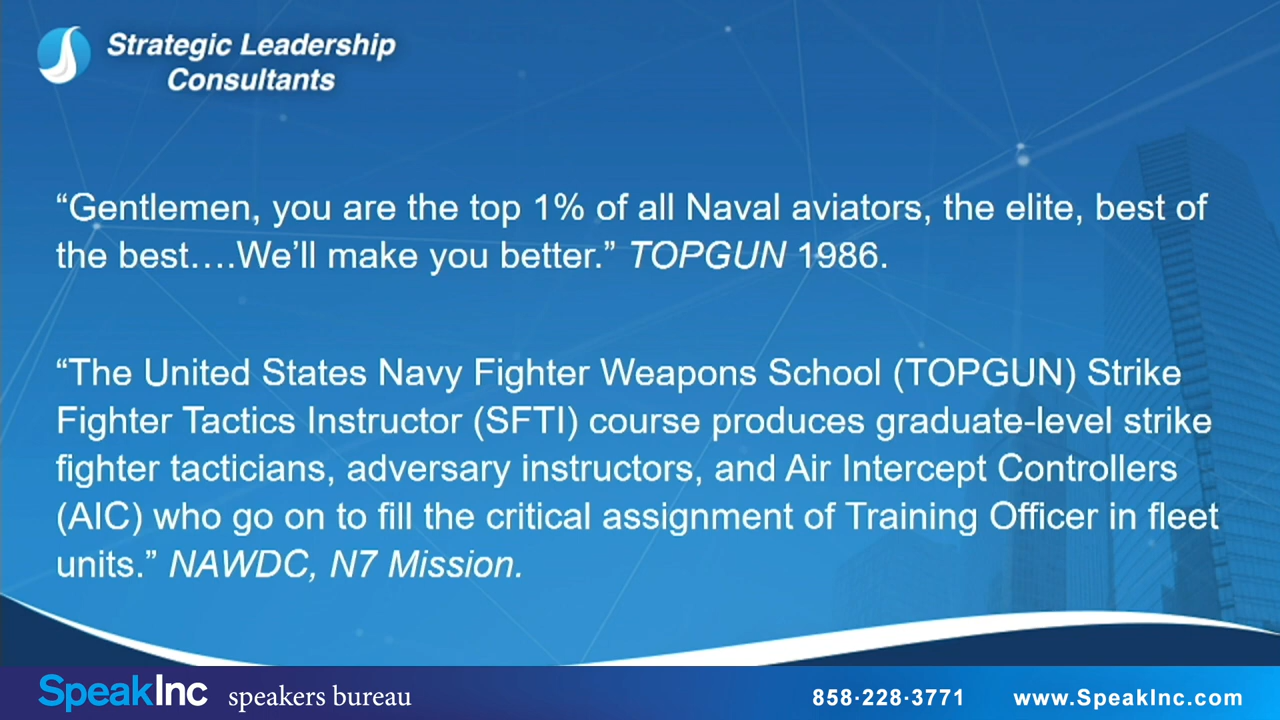 Strategic Leadership
Consultants
“Gentlemen, you are the top 1% of all Naval aviators, the elite, best of
the best….We’ll make you better.” TOPGUN 1986.
“The United States Navy Fighter Weapons School (TOPGUN) Strike
Fighter Tactics Instructor (SFTI) course produces graduate-level strike
fighter tacticians, adversary instructors, and Air Intercept Controllers
(AIC) who go on to fill the critical assignment of Training Officer in fleet
units.” NAWDC, N7 Mission.
SpeakInc speakers bureau 858·228·3771 www.SpeakInc.com